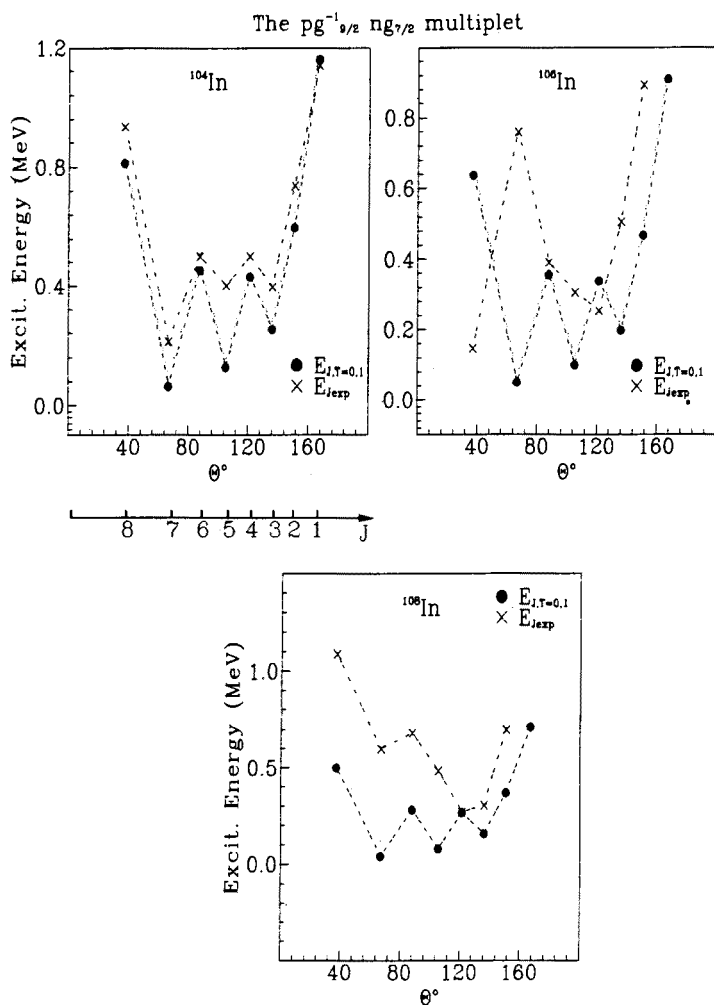 The pg⁻¹₉/₂ ng₇/₂ multiplet
¹⁰⁴In
Excit. Energy (MeV)
1.2
0.8
0.4
0.0
● E_J,T=0,1
× E_Jexp
40 80 120 160
Θ°
¹⁰⁶In
0.8
0.6
0.4
0.2
0.0
● E_J,T=0,1
× E_Jexp
40 80 120 160
Θ°
8 7 6 5 4 3 2 1 J
¹⁰⁸In
Excit. Energy (MeV)
1.0
0.5
0.0
● E_J,T=0,1
× E_Jexp
40 80 120 160
Θ°